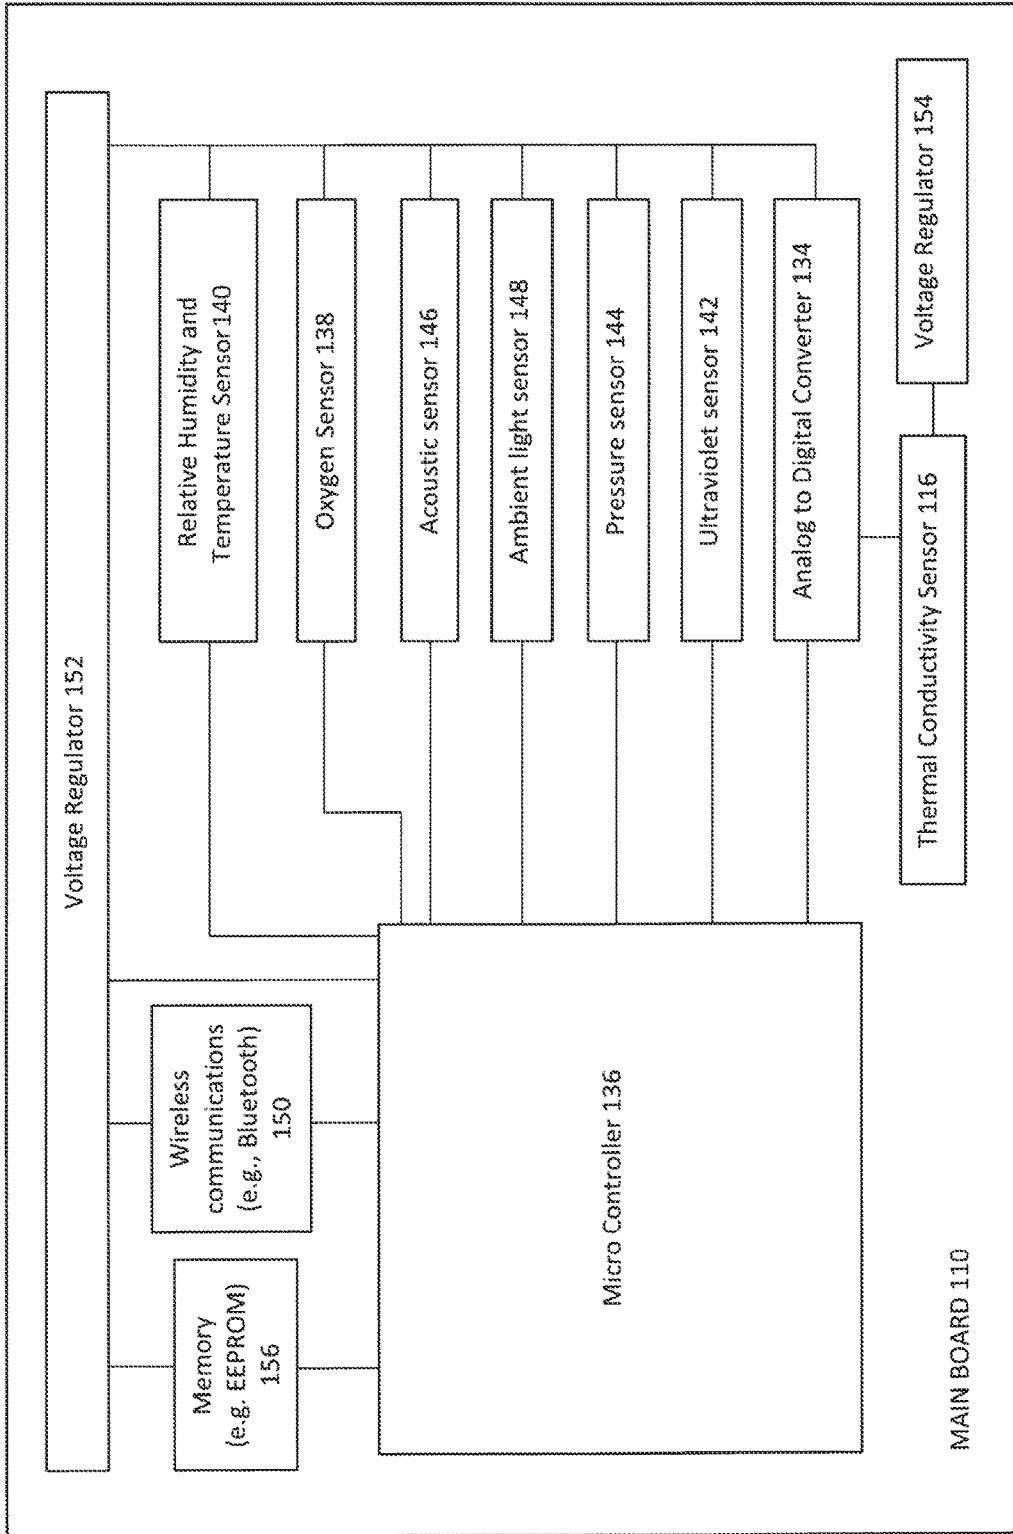 Voltage Regulator 152
Memory
(e.g. EEPROM)
156
Wireless
communications
(e.g., Bluetooth)
150
Relative Humidity and
Temperature Sensor140
Oxygen Sensor 138
Acoustic sensor 146
Ambient light sensor 148
Pressure sensor 144
Ultraviolet sensor 142
Analog to Digital Converter 134
Micro Controller 136
Thermal Conductivity Sensor 116
Voltage Regulator 154
MAIN BOARD 110